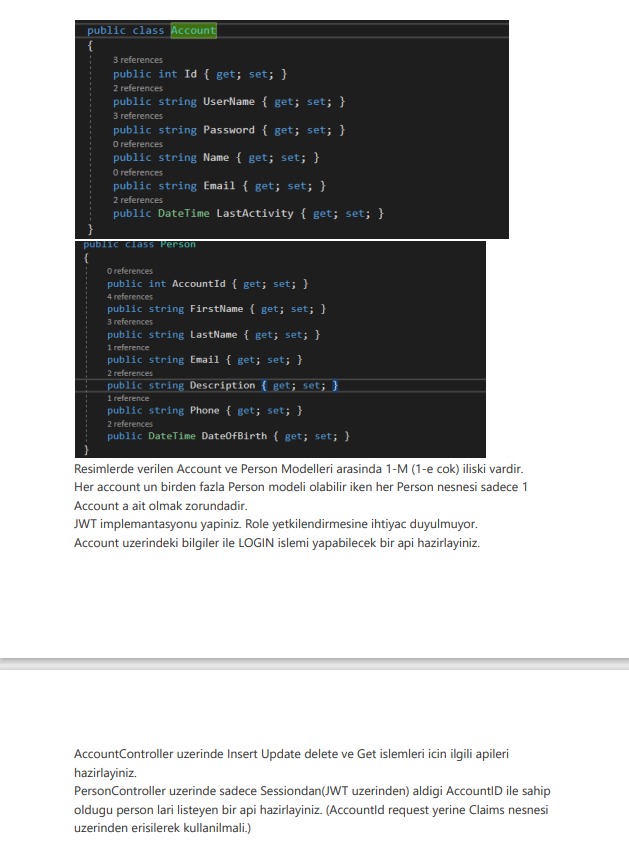 public class Account
{
3 references
public int Id { get; set; }
2 references
public string UserName { get; set; }
3 references
public string Password { get; set; }
0 references
public string Name { get; set; }
0 references
public string Email { get; set; }
2 references
public DateTime LastActivity { get; set; }
}
public class Person
{
0 references
public int AccountId { get; set; }
4 references
public string FirstName { get; set; }
3 references
public string LastName { get; set; }
1 reference
public string Email { get; set; }
2 references
public string Description { get; set; }
1 reference
public string Phone { get; set; }
2 references
public DateTime DateOfBirth { get; set; }
}
Resimlerde verilen Account ve Person Modelleri arasinda 1-M (1-e cok) iliski vardir.
Her account un birden fazla Person modeli olabilir iken her Person nesnesi sadece 1
Account a ait olmak zorundadir.
JWT implemantasyonu yapiniz. Role yetkilendirmesine ihtiyac duyulmuyor.
Account uzerindeki bilgiler ile LOGIN islemi yapabilecek bir api hazirlayiniz.
AccountController uzerinde Insert Update delete ve Get islemleri icin ilgili apileri
hazirlayiniz.
PersonController uzerinde sadece Sessiondan(JWT uzerinden) aldigi AccountID ile sahip
oldugu person lari listeyen bir api hazirlayiniz. (AccountId request yerine Claims nesnesi
uzerinden erisilerek kullanilmali.)